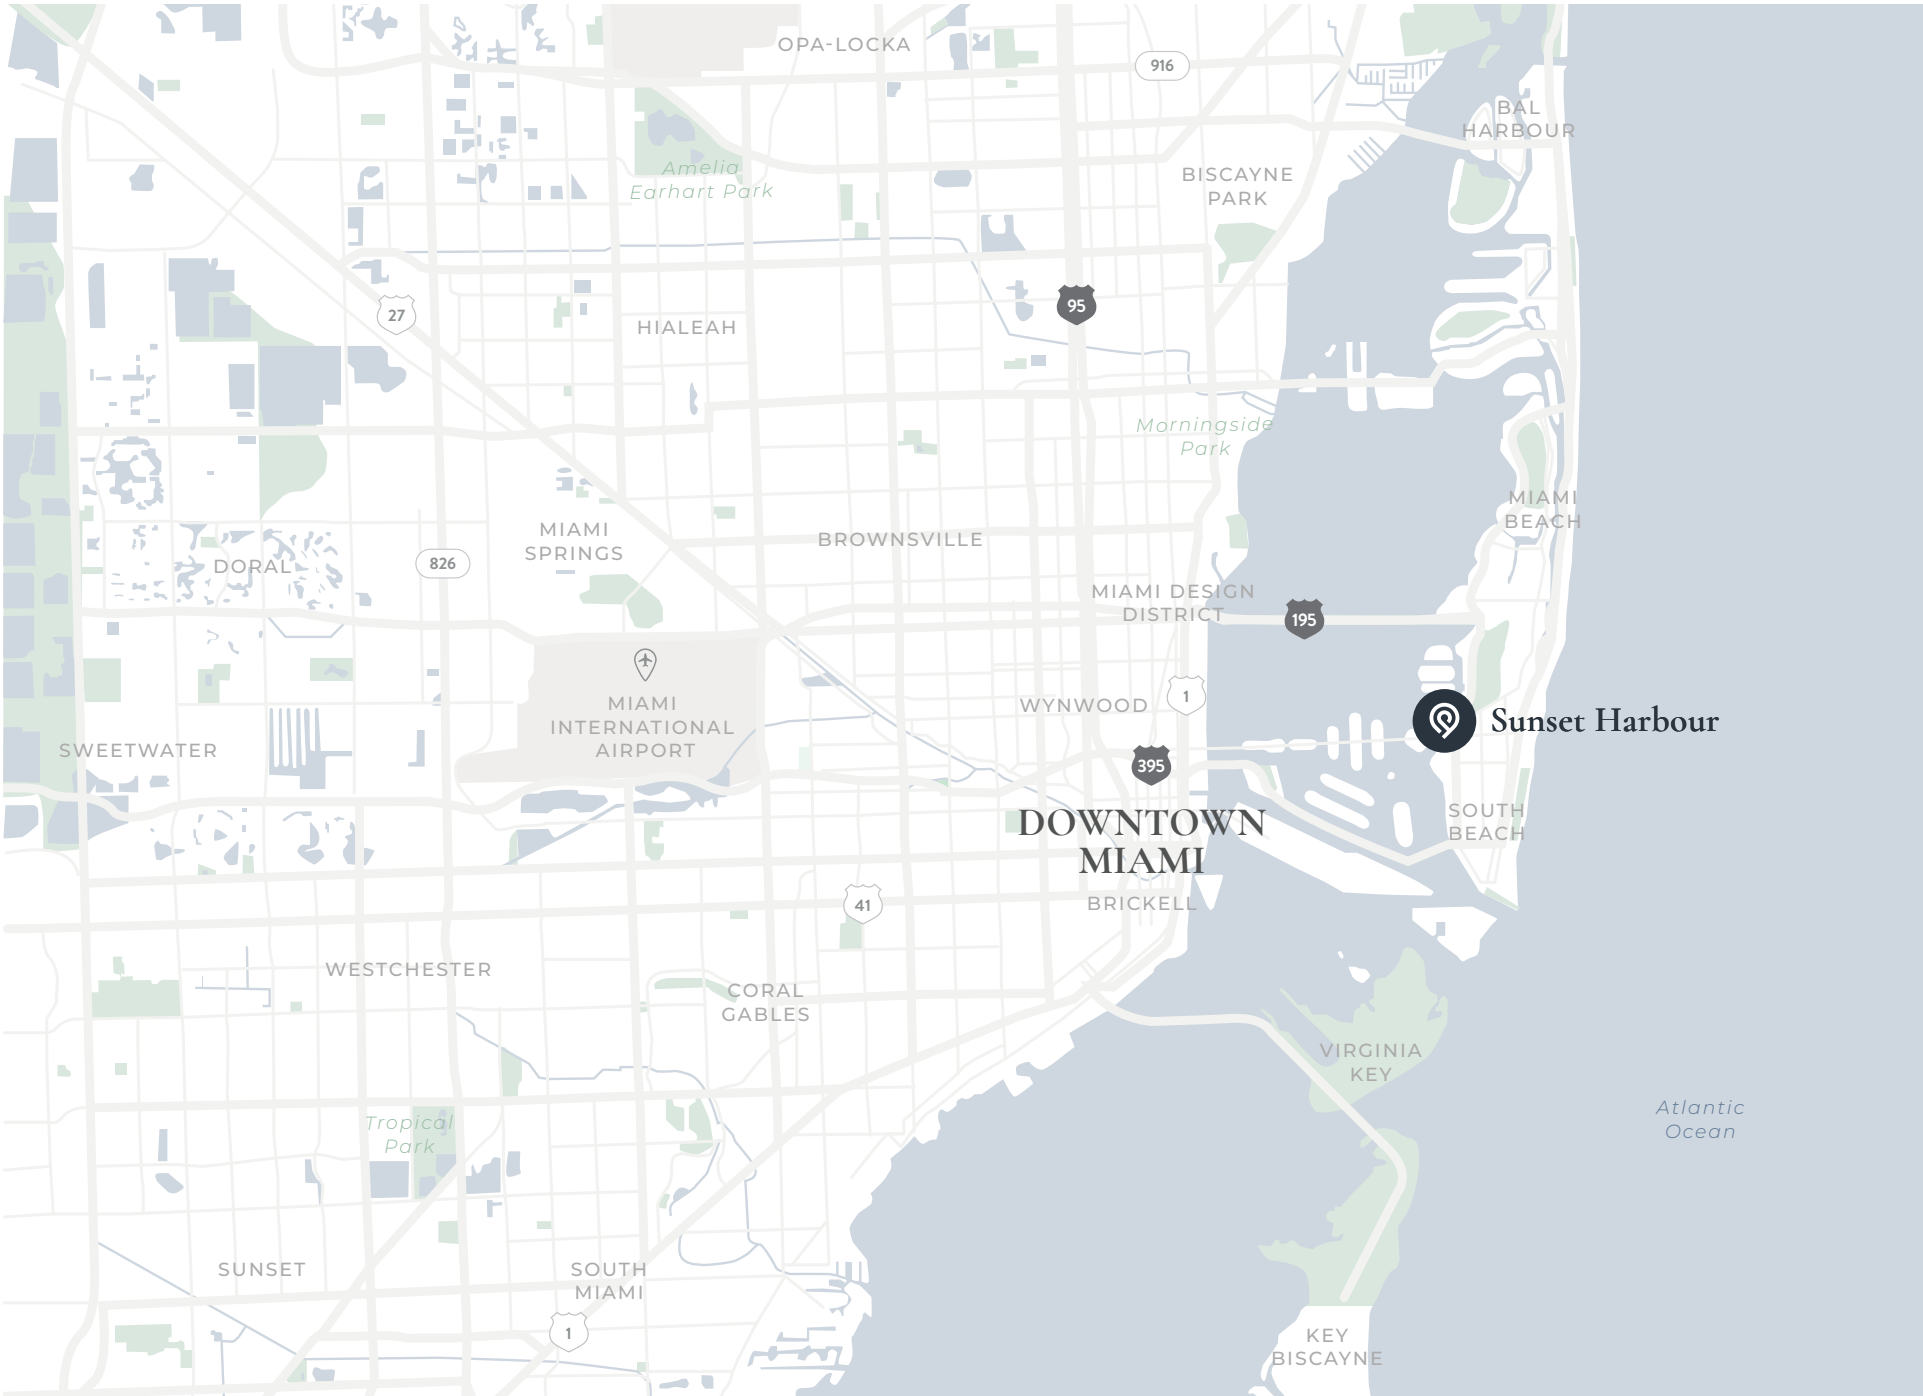 OPA-LOCKA
916
BAL
HARBOUR
Amelia
Earhart Park
BISCAYNE
PARK
27
95
HIALEAH
Morningside
Park
MIAMI
BEACH
MIAMI
SPRINGS
BROWNSVILLE
DORAL
826
MIAMI DESIGN
DISTRICT
195
MIAMI
INTERNATIONAL
AIRPORT
WYNWOOD
1
Sunset Harbour
SWEETWATER
395
SOUTH
BEACH
DOWNTOWN
MIAMI
41
BRICKELL
WESTCHESTER
CORAL
GABLES
VIRGINIA
KEY
Atlantic
Ocean
Tropical
Park
SUNSET
SOUTH
MIAMI
1
KEY
BISCAYNE